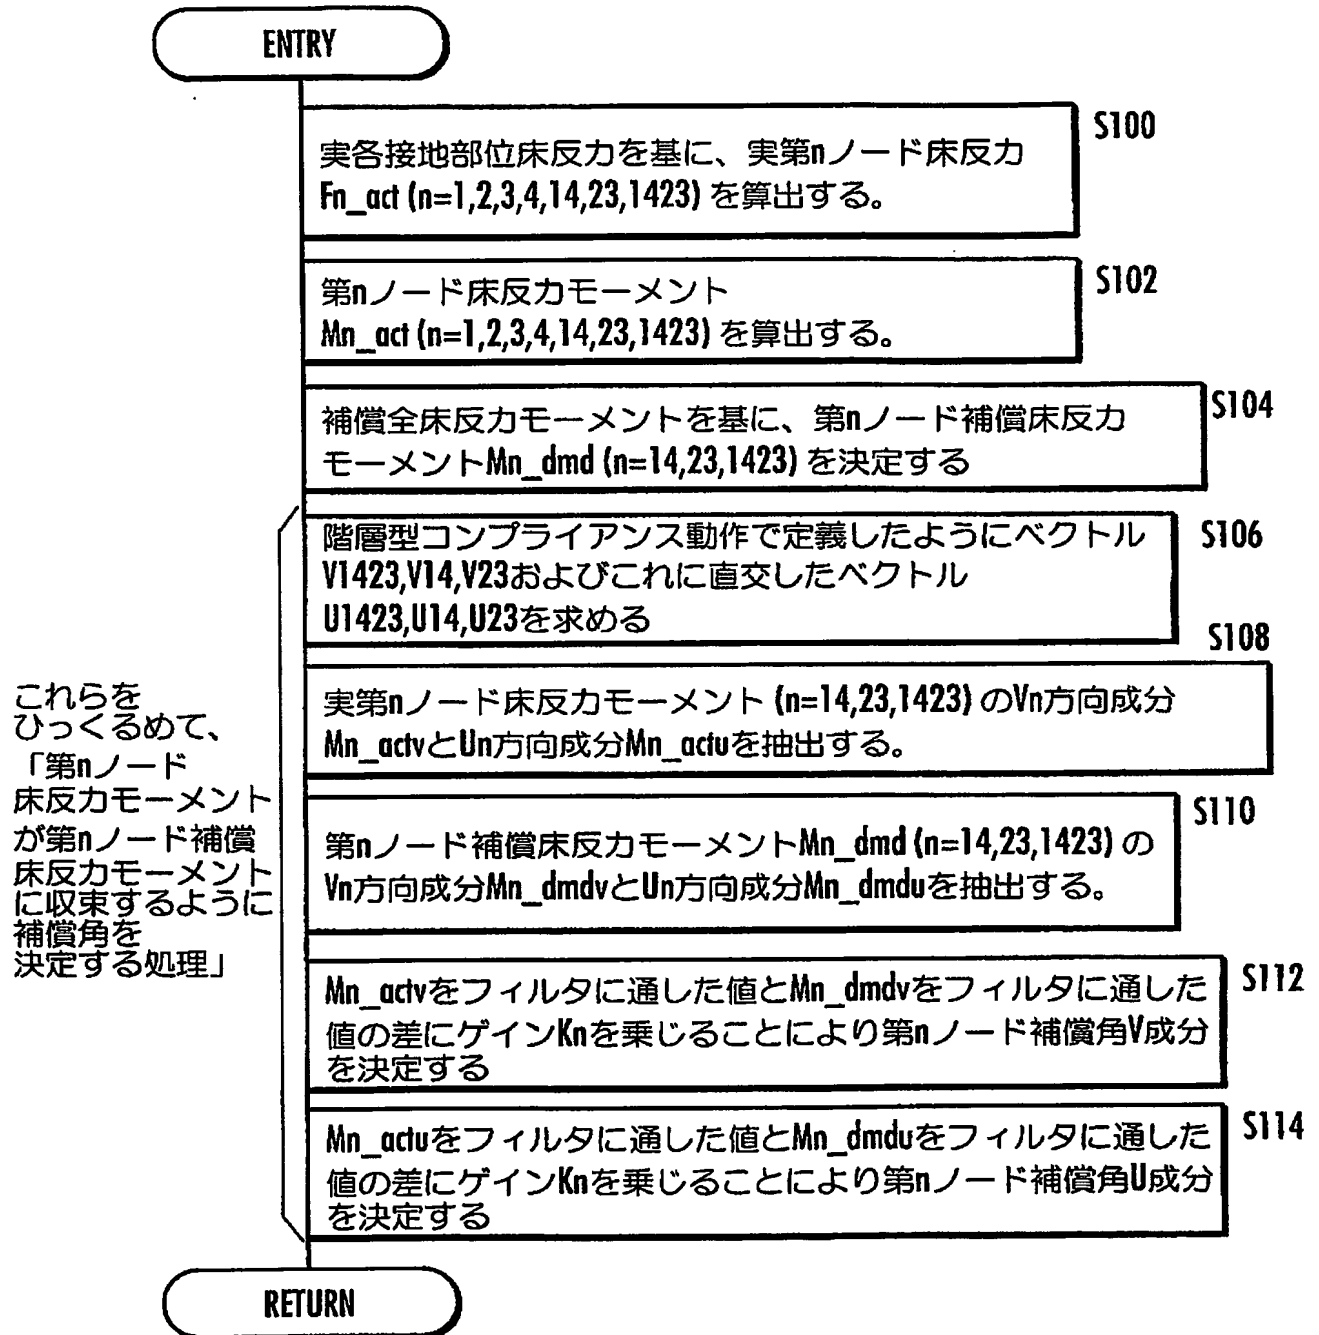 ENTRY
S100
実各接地部位床反力を基に、実第nノード床反力
Fn_act (n=1,2,3,4,14,23,1423) を算出する。
S102
第nノード床反力モーメント
Mn_act (n=1,2,3,4,14,23,1423) を算出する。
S104
補償全床反力モーメントを基に、第nノード補償床反力
モーメントMn_dmd (n=14,23,1423) を決定する
S106
階層型コンプライアンス動作で定義したようにベクトル
V1423,V14,V23およびこれに直交したベクトル
U1423,U14,U23を求める
S108
実第nノード床反力モーメント (n=14,23,1423) のVn方向成分
Mn_actvとUn方向成分Mn_actuを抽出する。
S110
第nノード補償床反力モーメントMn_dmd (n=14,23,1423) の
Vn方向成分Mn_dmdvとUn方向成分Mn_dmduを抽出する。
S112
Mn_actvをフィルタに通した値とMn_dmdvをフィルタに通した
値の差にゲインKnを乗じることにより第nノード補償角V成分
を決定する
S114
Mn_actuをフィルタに通した値とMn_dmduをフィルタに通した
値の差にゲインKnを乗じることにより第nノード補償角U成分
を決定する
これらを
ひっくるめて、
「第nノード
床反力モーメント
が第nノード補償
床反力モーメント
に収束するように
補償角を
決定する処理」
RETURN